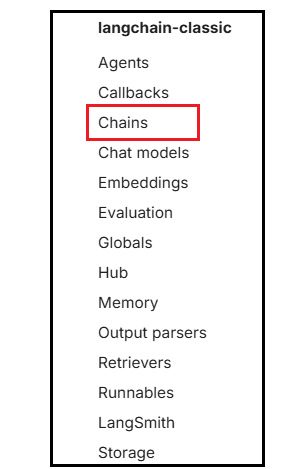 langchain-classic
Agents
Callbacks
Chains
Chat models
Embeddings
Evaluation
Globals
Hub
Memory
Output parsers
Retrievers
Runnables
LangSmith
Storage